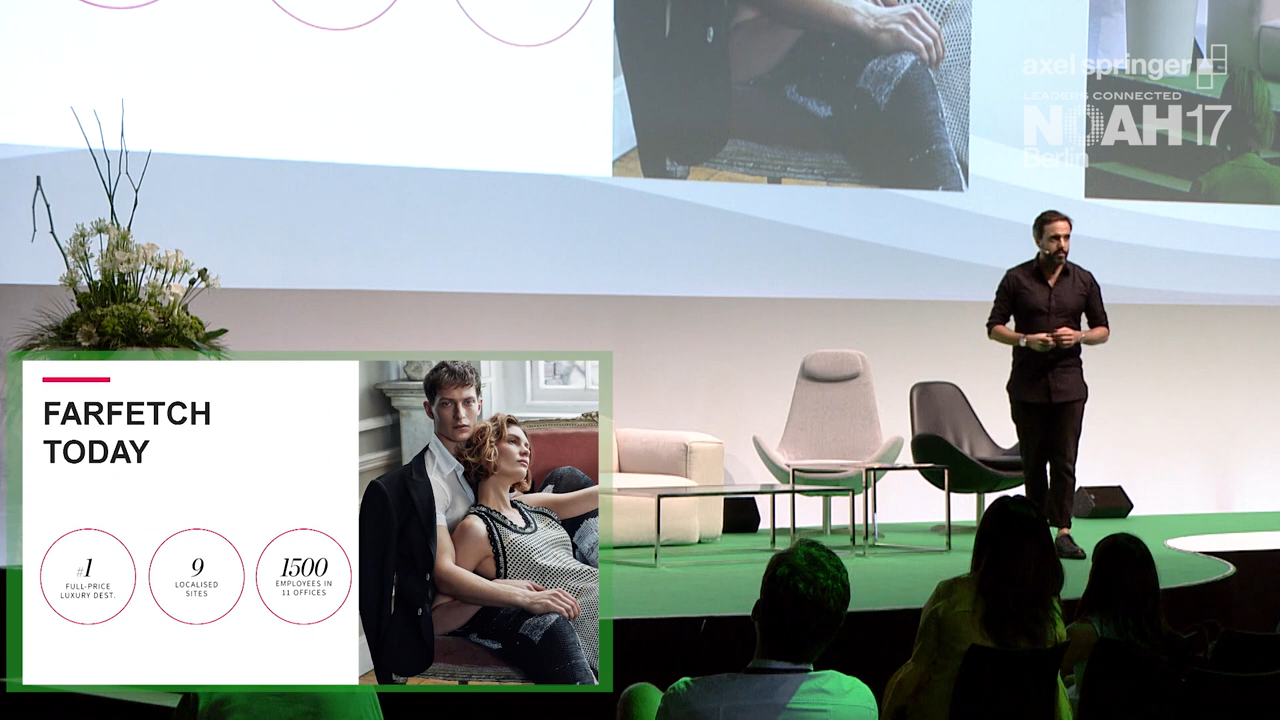 axel springer
LEADERS CONNECTED
NOAH17
Berlin
FARFETCH
TODAY
#1
FULL-PRICE
LUXURY DEST.
9
LOCALISED
SITES
1500
EMPLOYEES IN
11 OFFICES